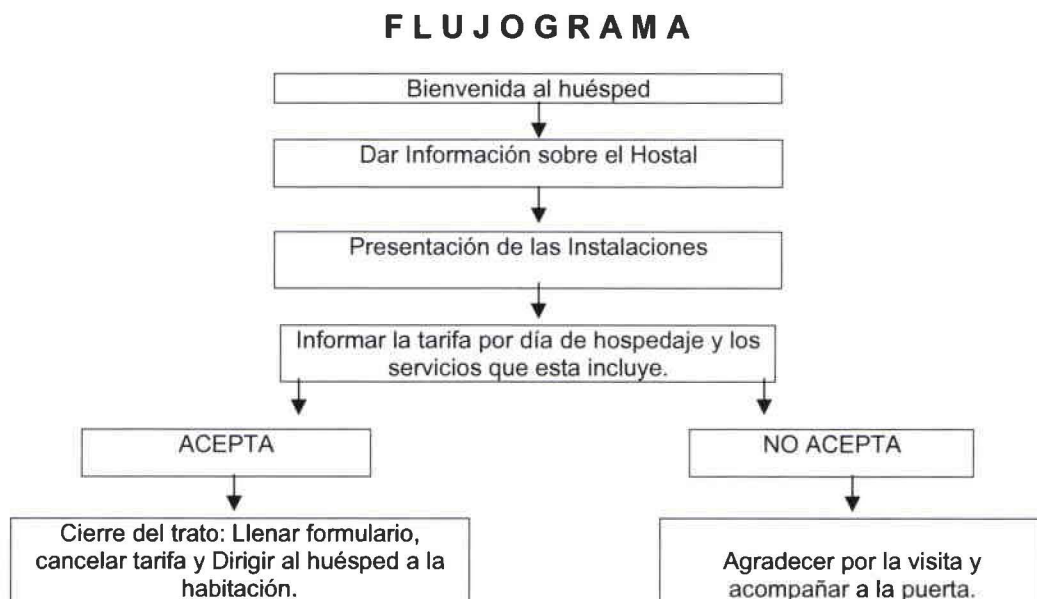 FLUJOGRAMA
Bienvenida al huésped
Dar Información sobre el Hostal
Presentación de las Instalaciones
Informar la tarifa por día de hospedaje y los
servicios que esta incluye.
ACEPTA
NO ACEPTA
Cierre del trato: Llenar formulario,
cancelar tarifa y Dirigir al huésped a la
habitación.
Agradecer por la visita y
acompañar a la puerta.